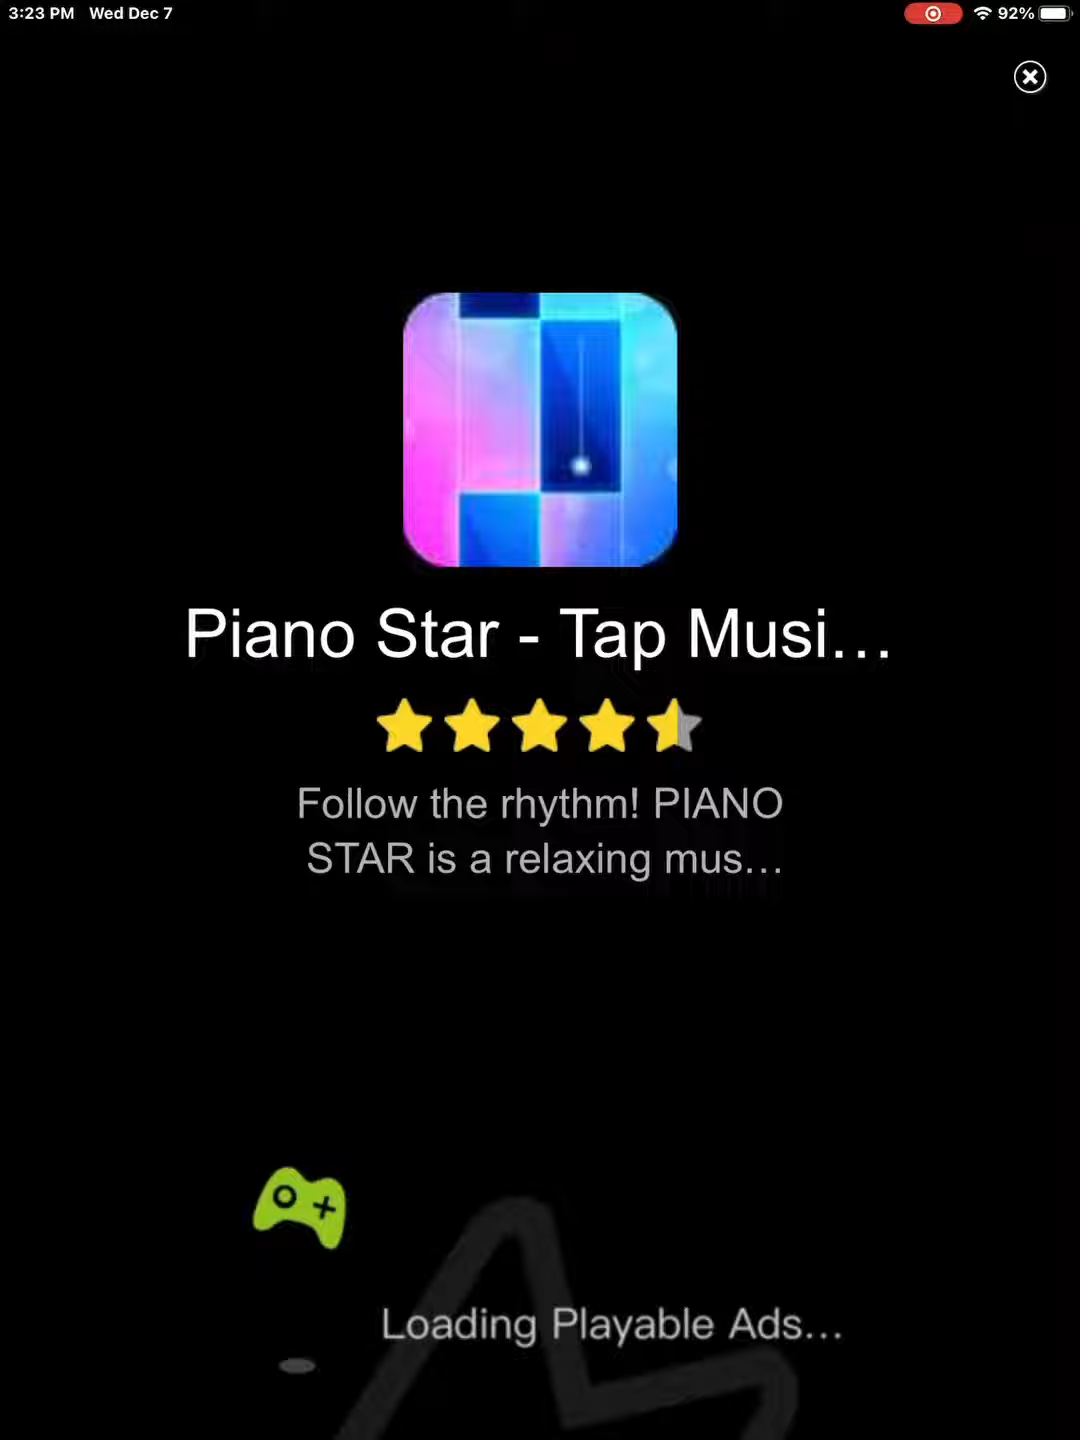 3:23 PM Wed Dec 7 92%
Piano Star - Tap Musi...
Follow the rhythm! PIANO
STAR is a relaxing mus...
Loading Playable Ads...